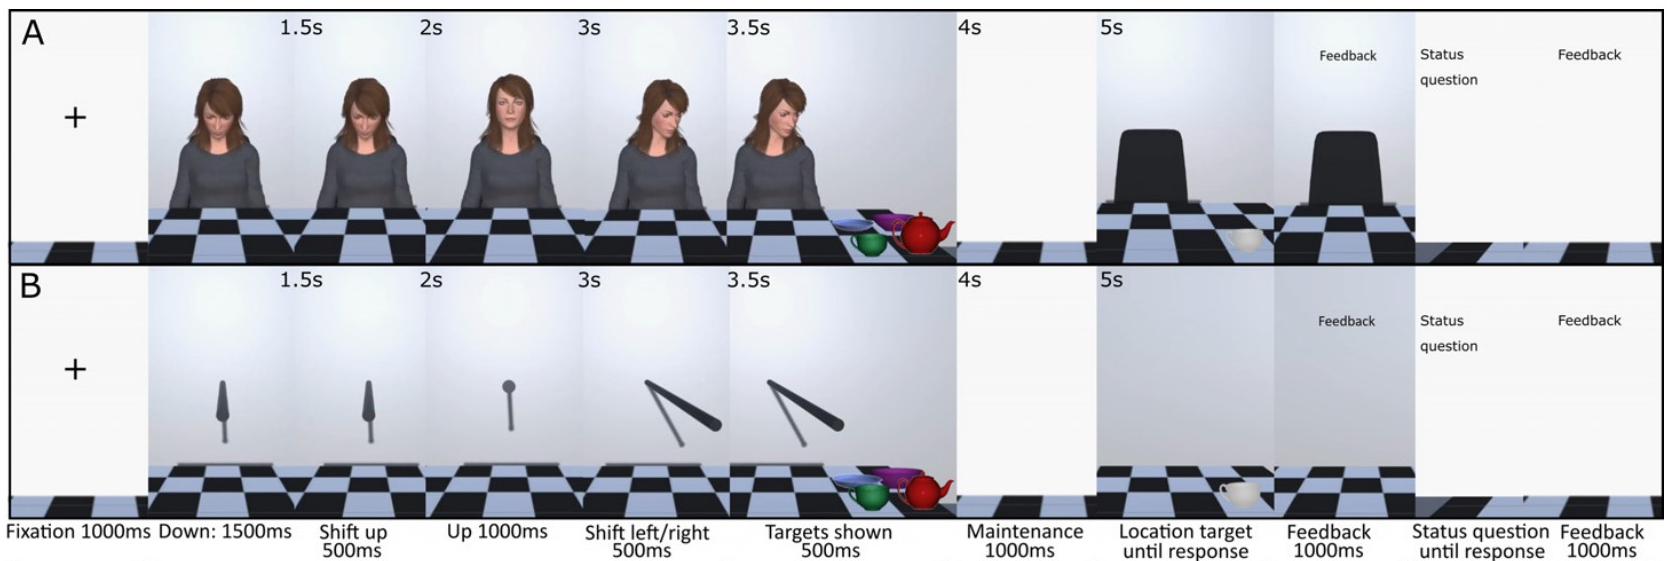 A
1.5s
2s
3s
3.5s
4s
5s
Feedback
Status
question
Feedback
B
1.5s
2s
3s
3.5s
4s
5s
Feedback
Status
question
Feedback
Fixation 1000ms
Down: 1500ms
Shift up
500ms
Up 1000ms
Shift left/right
500ms
Targets shown
500ms
Maintenance
1000ms
Location target
until response
Feedback
1000ms
Status question
until response
Feedback
1000ms